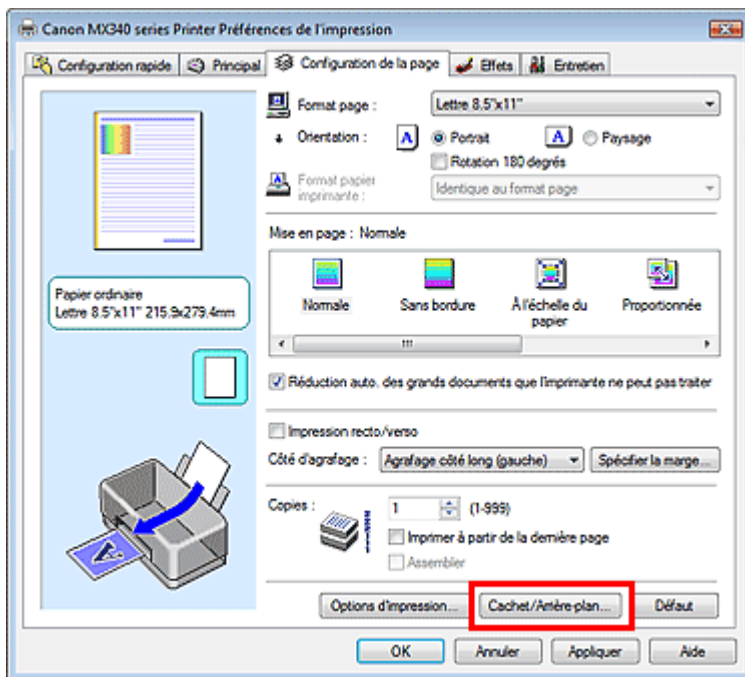 Canon MX340 series Printer Préférences de l'impression
Configuration rapide Principal Configuration de la page Effets Entretien
Format page : Lettre 8.5"x11"
Orientation : A Portrait A Paysage
Rotation 180 degrés
Format papier imprimante : Identique au format page
Mise en page : Normale
Normale Sans bordure À l'échelle du papier Proportionnée
Papier ordinaire
Lettre 8.5"x11" 215.9x279.4mm
Réduction auto. des grands documents que l'imprimante ne peut pas traiter
Impression recto/verso
Côté d'agrafage : Agrafage côté long (gauche) Spécifier la marge...
Copies : 1 (1-999)
Imprimer à partir de la dernière page
Assembler
Options d'impression... Cachet/Arrière-plan... Défaut
OK Annuler Appliquer Aide